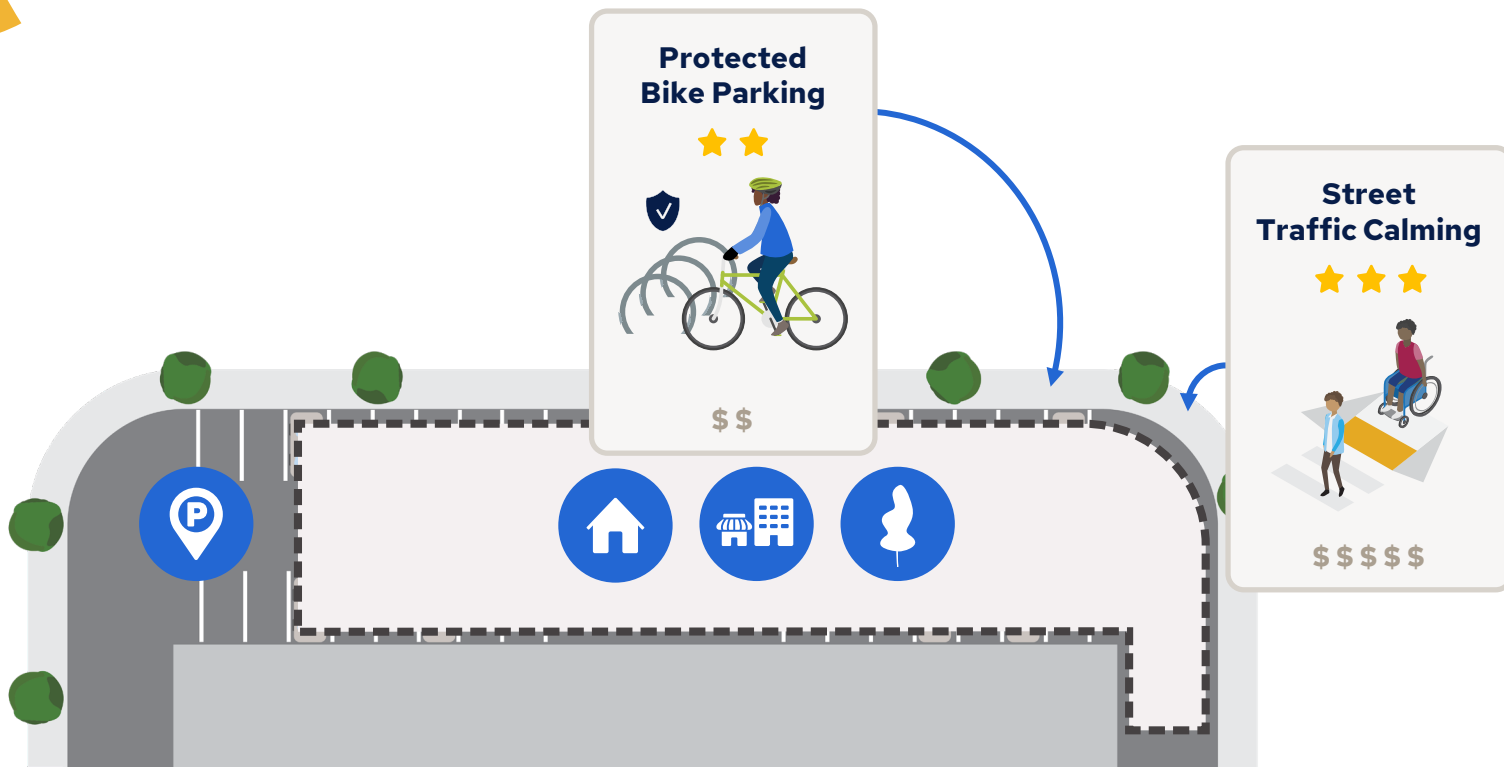 Protected
Bike Parking
$$
Street
Traffic Calming
$$$$$
P